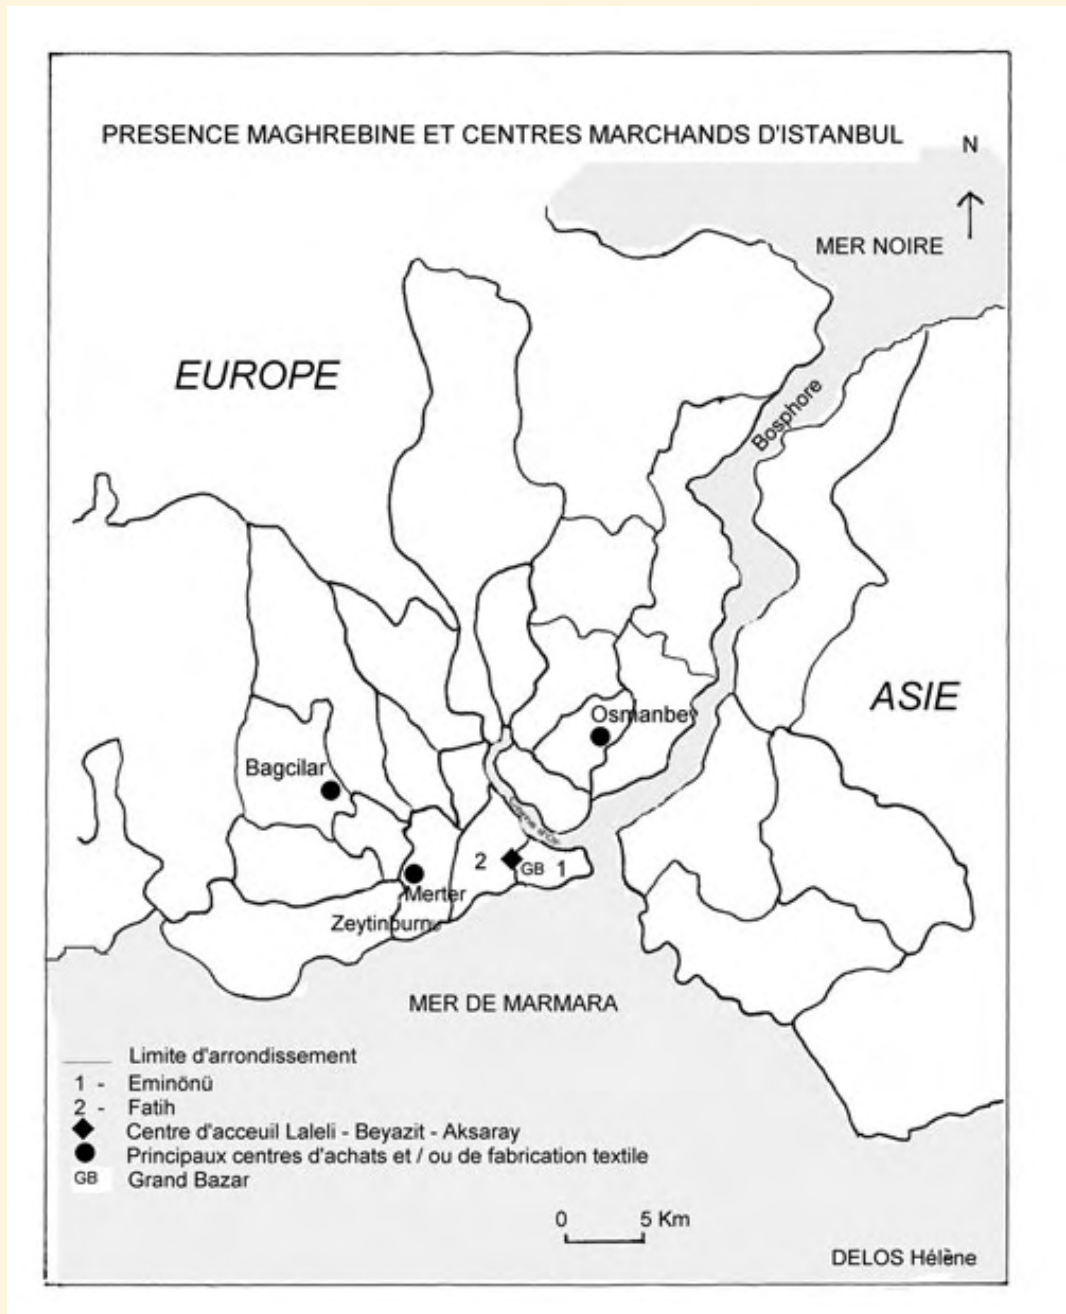 PRESENCE MAGHREBINE ET CENTRES MARCHANDS D'ISTANBUL
N
MER NOIRE
EUROPE
Bosphore
ASIE
Osmanbey
Bagcilar
Corne d'Or
2
GB
1
Merter
Zeytinburnu
MER DE MARMARA
Limite d'arrondissement
1 - Eminönü
2 - Fatih
Centre d'acceuil Laleli - Beyazit - Aksaray
Principaux centres d'achats et / ou de fabrication textile
GB Grand Bazar
0 5 Km
DELOS Hélène